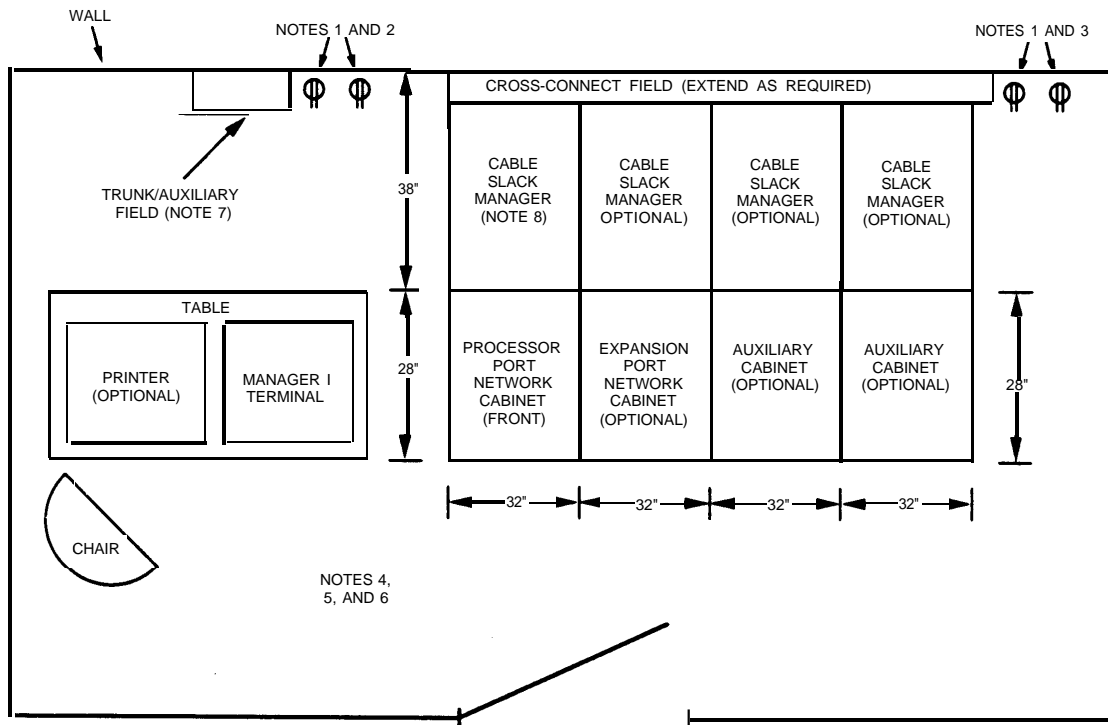 WALL
NOTES 1 AND 2
NOTES 1 AND 3
CROSS-CONNECT FIELD (EXTEND AS REQUIRED)
TRUNK/AUXILIARY
FIELD (NOTE 7)
38"
CABLE
SLACK
MANAGER
(NOTE 8)
CABLE
SLACK
MANAGER
OPTIONAL)
CABLE
SLACK
MANAGER
(OPTIONAL)
CABLE
SLACK
MANAGER
(OPTIONAL)
TABLE
PRINTER
(OPTIONAL)
MANAGER I
TERMINAL
28"
PROCESSOR
PORT
NETWORK
CABINET
(FRONT)
EXPANSION
PORT
NETWORK
CABINET
(OPTIONAL)
AUXILIARY
CABINET
(OPTIONAL)
AUXILIARY
CABINET
(OPTIONAL)
28"
32"
32"
32"
32"
CHAIR
NOTES 4,
5, AND 6